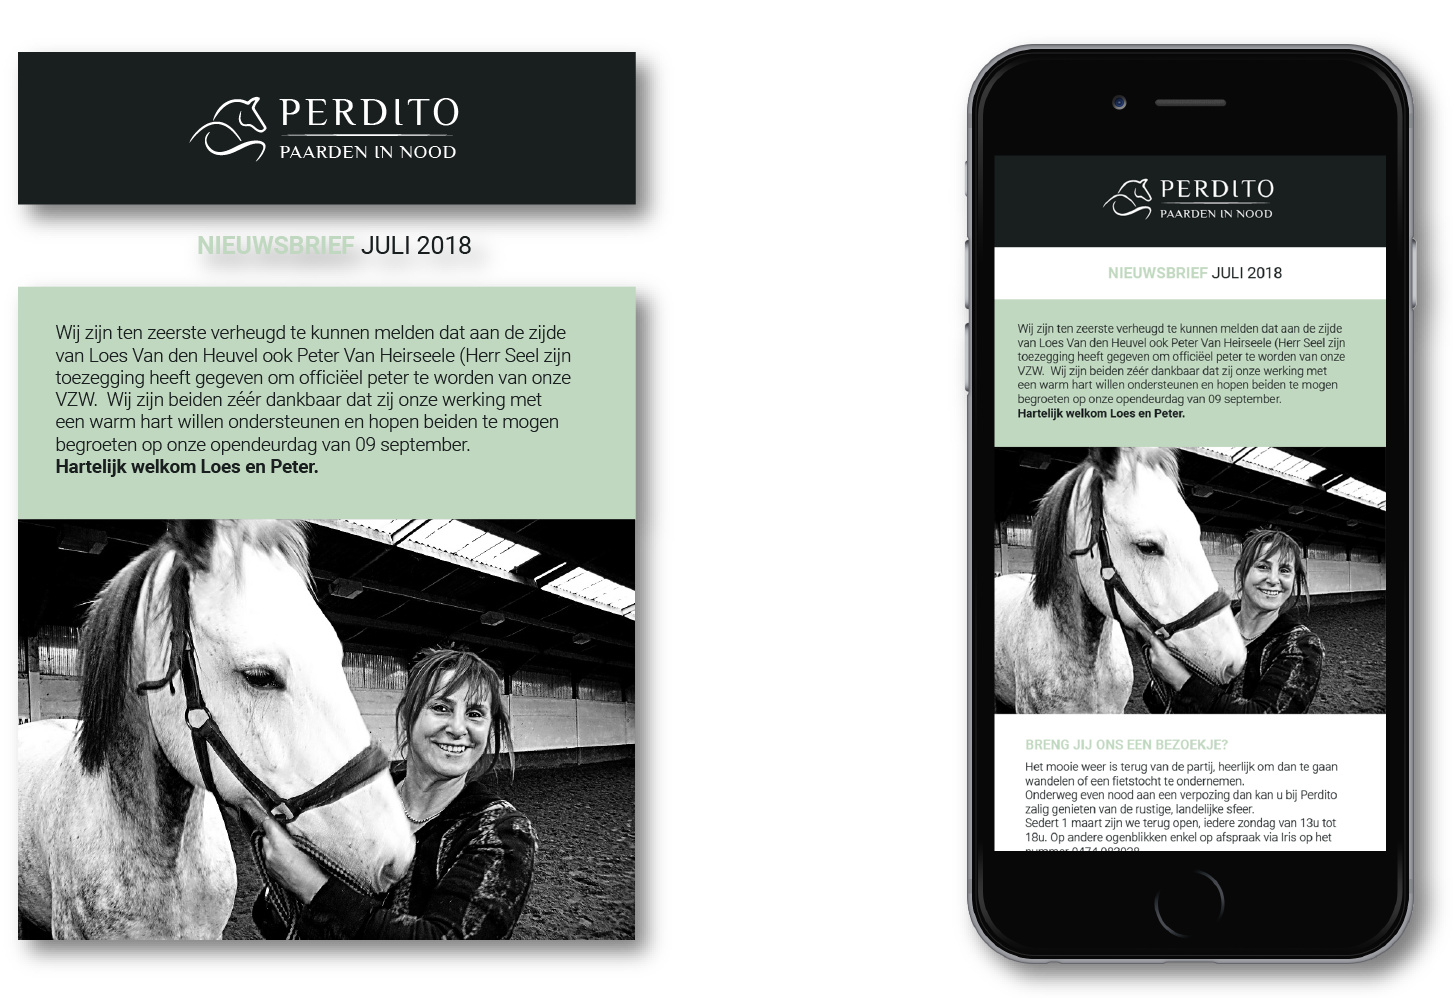 PERDITO
PAARDEN IN NOOD
NIEUWSBRIEF JULI 2018
Wij zijn ten zeerste verheugd te kunnen melden dat aan de zijde
van Loes Van den Heuvel ook Peter Van Heirseele (Herr Seel zijn
toezegging heeft gegeven om officiëel peter te worden van onze
VZW.  Wij zijn beiden zéér dankbaar dat zij onze werking met
een warm hart willen ondersteunen en hopen beiden te mogen
begroeten op onze opendeurdag van 09 september.
Hartelijk welkom Loes en Peter.
PERDITO
PAARDEN IN NOOD
NIEUWSBRIEF JULI 2018
Wij zijn ten zeerste verheugd te kunnen melden dat aan de zijde
van Loes Van den Heuvel ook Peter Van Heirseele (Herr Seel zijn
toezegging heeft gegeven om officiëel peter te worden van onze
VZW.  Wij zijn beiden zéér dankbaar dat zij onze werking met
een warm hart willen ondersteunen en hopen beiden te mogen
begroeten op onze opendeurdag van 09 september.
Hartelijk welkom Loes en Peter.
BRENG JIJ ONS EEN BEZOEKJE?
Het mooie weer is terug van de partij, heerlijk om dan te gaan
wandelen of een fietstocht te ondernemen.
Onderweg even nood aan een verpozing dan kan u bij Perdito
zalig genieten van de rustige, landelijke sfeer.
Sedert 1 maart zijn we terug open, iedere zondag van 13u tot
18u. Op andere ogenblikken enkel op afspraak via Iris op het
nummer